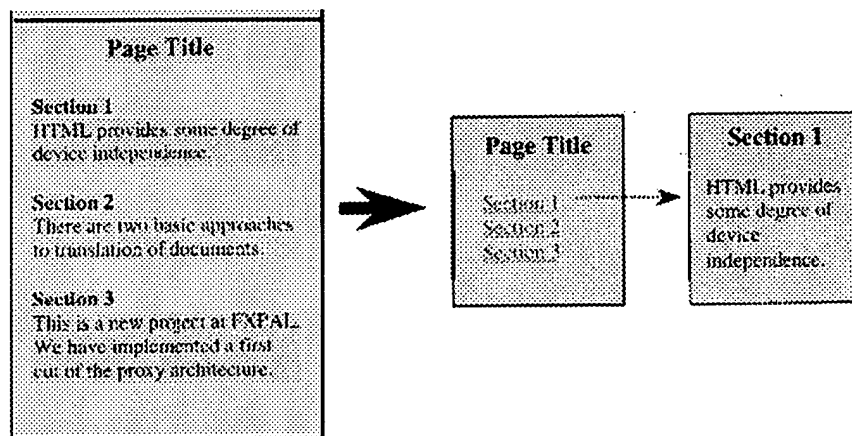 Page Title
Section 1
HTML provides some degree of
device independence.
Section 2
There are two basic approaches
to translation of documents.
Section 3
This is a new project at FXPAL.
We have implemented a first
cut of the proxy architecture.
Page Title
Section 1
Section 2
Section 3
Section 1
HTML provides
some degree of
device
independence.